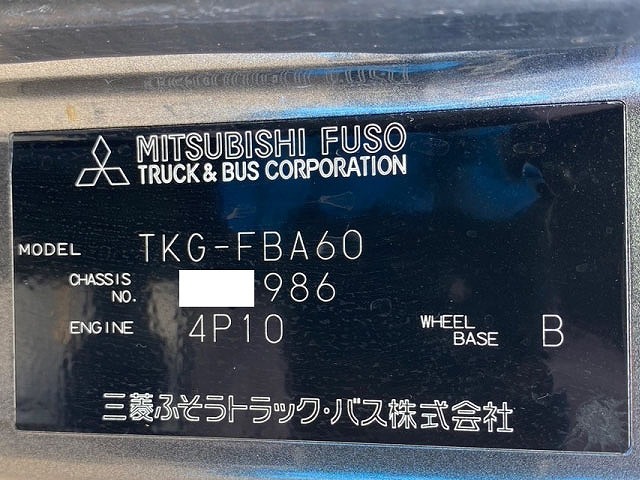 MITSUBISHI FUSO
TRUCK & BUS CORPORATION
MODEL TKG-FBA60
CHASSIS NO. 986
ENGINE 4P10 WHEEL BASE B
三菱ふそうトラック・バス株式会社